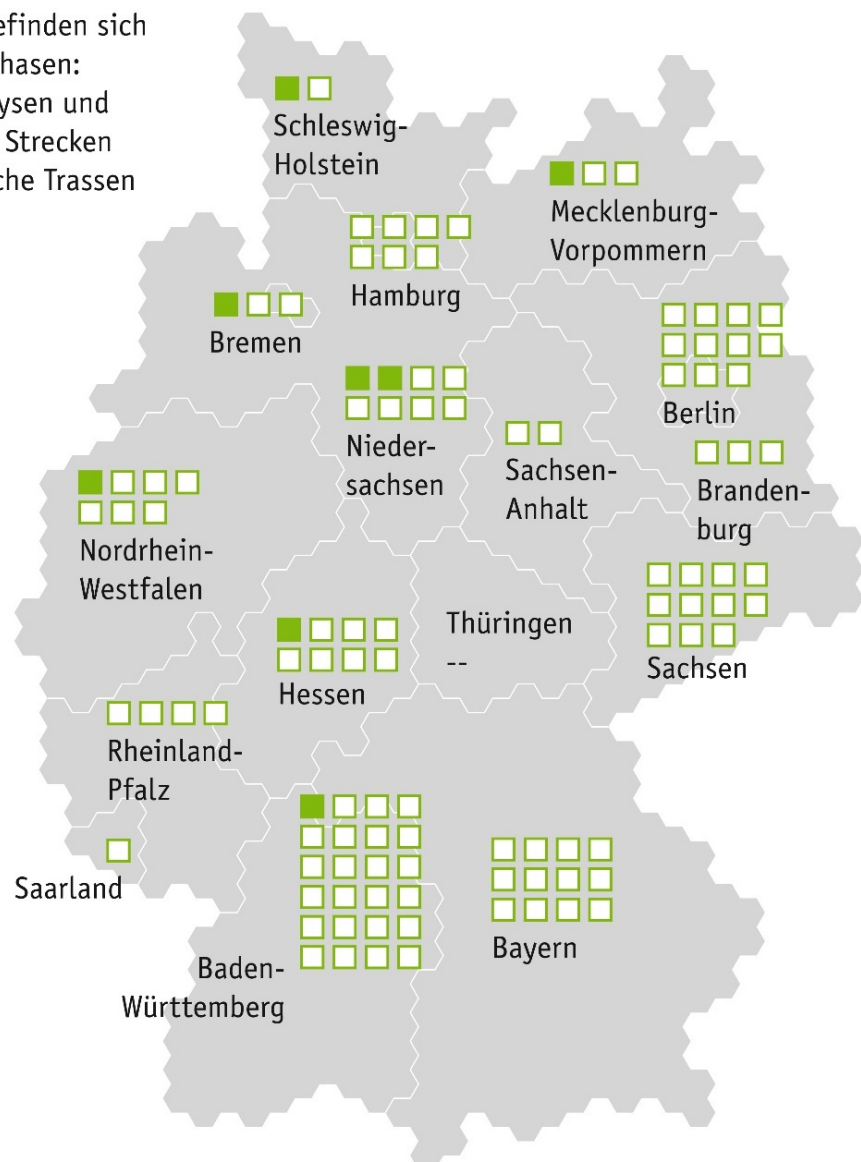 efinden sich
hasen:
ysen und
Strecken
che Trassen
Schleswig-
Holstein
Mecklenburg-
Vorpommern
Hamburg
Bremen
Berlin
Nieder-
sachsen
Sachsen-
Anhalt
Branden-
burg
Nordrhein-
Westfalen
Thüringen
--
Sachsen
Hessen
Rheinland-
Pfalz
Saarland
Bayern
Baden-
Württemberg